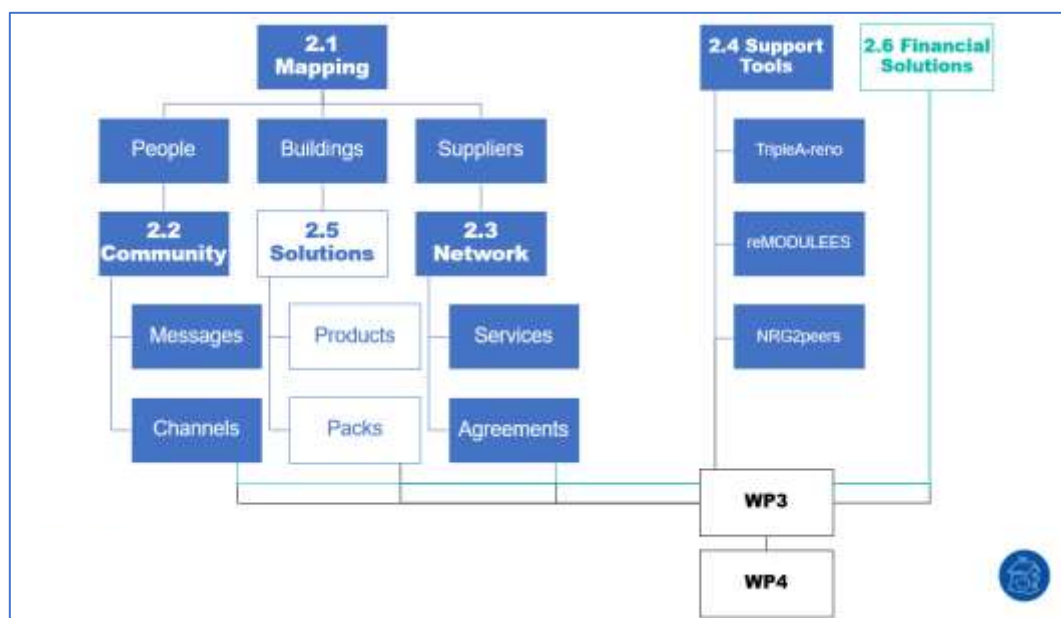 2.1
Mapping
2.4 Support
Tools
2.6 Financial
Solutions
People
Buildings
Suppliers
TripleA-reno
2.2
Community
2.5
Solutions
2.3
Network
reMODULEES
Messages
Products
Services
NRG2peers
Channels
Packs
Agreements
WP3
WP4